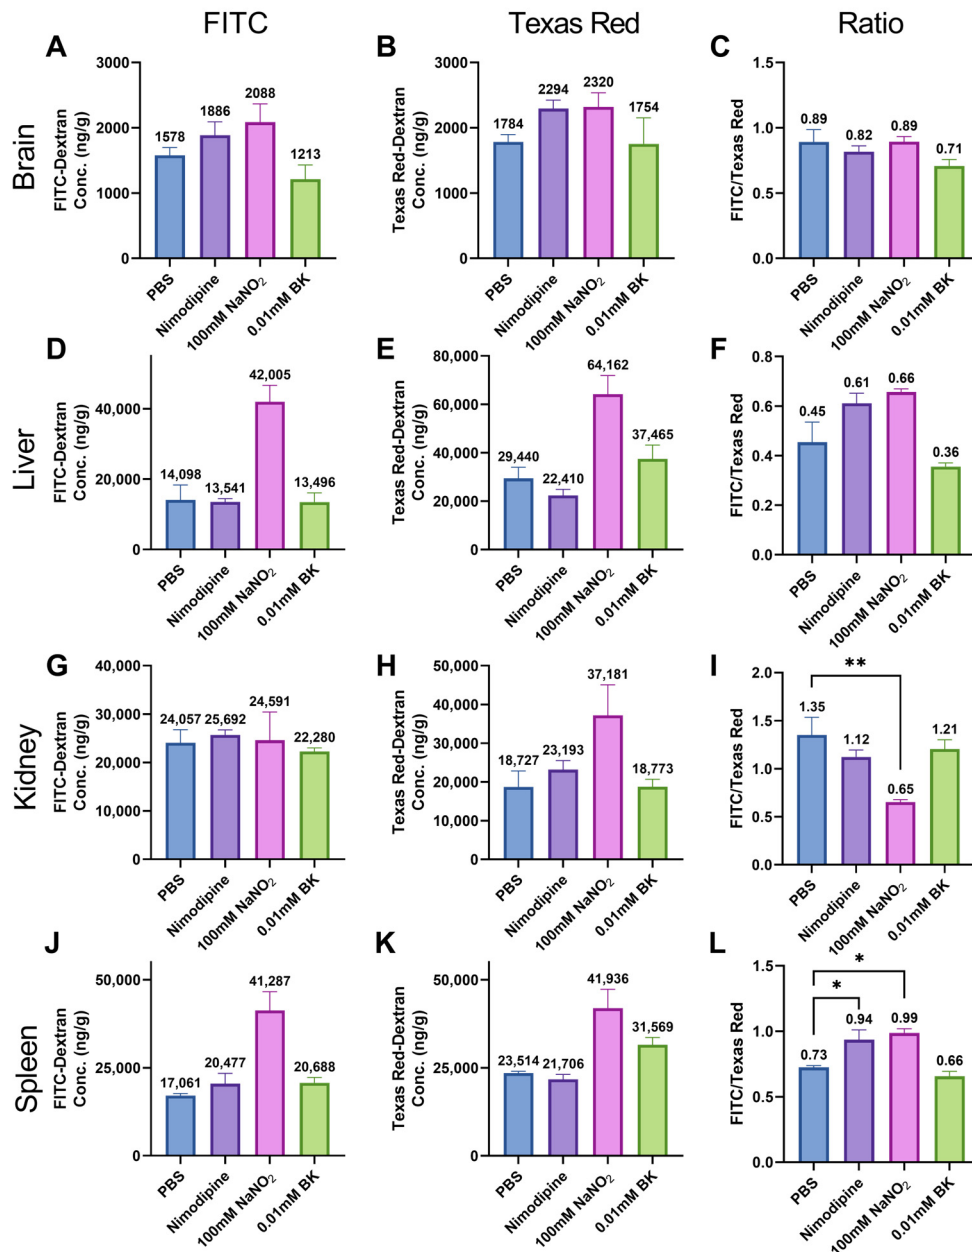 FITC
Texas Red
Ratio
Brain
A
FITC-Dextran
Conc. (ng/g)
3000
2000
1000
0
1578
1886
2088
1213
PBS
Nimodipine
100mM NaNO₂
0.01mM BK
B
Texas Red-Dextran
Conc. (ng/g)
3000
2000
1000
0
1784
2294
2320
1754
PBS
Nimodipine
100mM NaNO₂
0.01mM BK
C
FITC/Texas Red
1.5
1.0
0.5
0.0
0.89
0.82
0.89
0.71
PBS
Nimodipine
100mM NaNO₂
0.01mM BK
Liver
D
FITC-Dextran
Conc. (ng/g)
40,000
20,000
0
14,098
13,541
42,005
13,496
PBS
Nimodipine
100mM NaNO₂
0.01mM BK
E
Texas Red-Dextran
Conc. (ng/g)
80,000
60,000
40,000
20,000
0
29,440
22,410
64,162
37,465
PBS
Nimodipine
100mM NaNO₂
0.01mM BK
F
FITC/Texas Red
0.8
0.6
0.4
0.2
0.0
0.45
0.61
0.66
0.36
PBS
Nimodipine
100mM NaNO₂
0.01mM BK
Kidney
G
FITC-Dextran
Conc. (ng/g)
40,000
30,000
20,000
10,000
0
24,057
25,692
24,591
22,280
PBS
Nimodipine
100mM NaNO₂
0.01mM BK
H
Texas Red-Dextran
Conc. (ng/g)
50,000
40,000
30,000
20,000
10,000
0
18,727
23,193
37,181
18,773
PBS
Nimodipine
100mM NaNO₂
0.01mM BK
I
FITC/Texas Red
2.0
1.5
1.0
0.5
0.0
**
1.35
1.12
0.65
1.21
PBS
Nimodipine
100mM NaNO₂
0.01mM BK
Spleen
J
FITC-Dextran
Conc. (ng/g)
50,000
25,000
0
17,061
20,477
41,287
20,688
PBS
Nimodipine
100mM NaNO₂
0.01mM BK
K
Texas Red-Dextran
Conc. (ng/g)
50,000
25,000
0
23,514
21,706
41,936
31,569
PBS
Nimodipine
100mM NaNO₂
0.01mM BK
L
FITC/Texas Red
1.5
1.0
0.5
0.0
*
*
0.73
0.94
0.99
0.66
PBS
Nimodipine
100mM NaNO₂
0.01mM BK